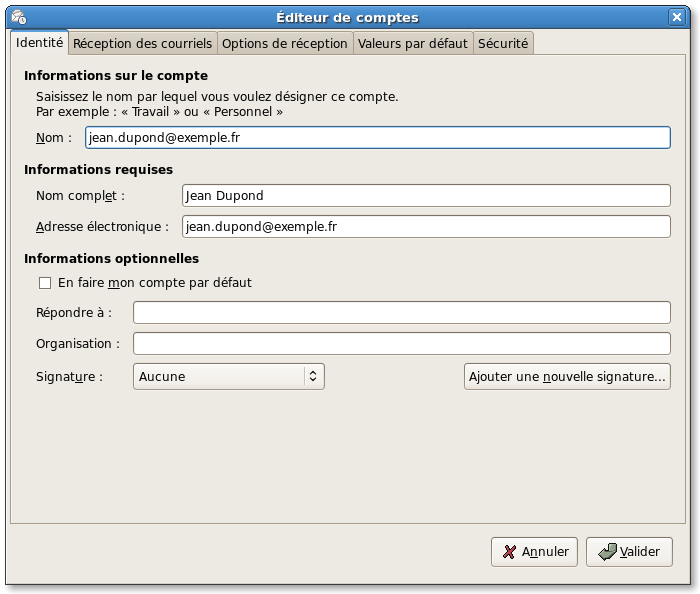 Éditeur de comptes
Identité Réception des courriels Options de réception Valeurs par défaut Sécurité
Informations sur le compte
Saisissez le nom par lequel vous voulez désigner ce compte.
Par exemple : « Travail » ou « Personnel »
Nom : jean.dupond@exemple.fr
Informations requises
Nom complet : Jean Dupond
Adresse électronique : jean.dupond@exemple.fr
Informations optionnelles
En faire mon compte par défaut
Répondre à :
Organisation :
Signature : Aucune Ajouter une nouvelle signature...
Annuler Valider